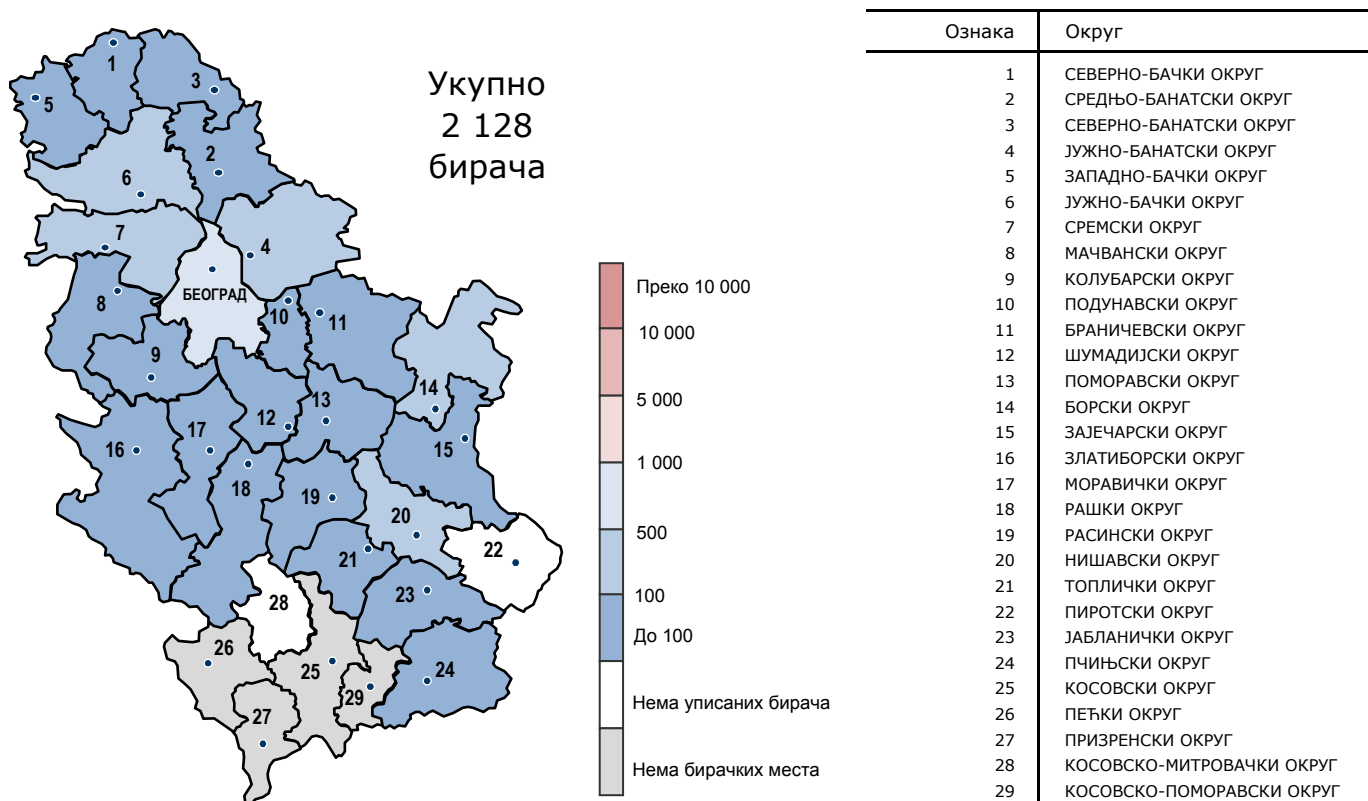 Укупно
2 128
бирача
1
3
5
2
6
7
4
БЕОГРАД
8
10
11
9
14
12
13
17
16
15
18
19
20
22
21
23
28
26
25
24
29
27
Преко 10 000
10 000
5 000
1 000
500
100
До 100
Нема уписаних бирача
Нема бирачких места
Ознака Округ
1 СЕВЕРНО-БАЧКИ ОКРУГ
2 СРЕДЊО-БАНАТСКИ ОКРУГ
3 СЕВЕРНО-БАНАТСКИ ОКРУГ
4 ЈУЖНО-БАНАТСКИ ОКРУГ
5 ЗАПАДНО-БАЧКИ ОКРУГ
6 ЈУЖНО-БАЧКИ ОКРУГ
7 СРЕМСКИ ОКРУГ
8 МАЧВАНСКИ ОКРУГ
9 КОЛУБАРСКИ ОКРУГ
10 ПОДУНАВСКИ ОКРУГ
11 БРАНИЧЕВСКИ ОКРУГ
12 ШУМАДИЈСКИ ОКРУГ
13 ПОМОРАВСКИ ОКРУГ
14 БОРСКИ ОКРУГ
15 ЗАЈЕЧАРСКИ ОКРУГ
16 ЗЛАТИБОРСКИ ОКРУГ
17 МОРАВИЧКИ ОКРУГ
18 РАШКИ ОКРУГ
19 РАСИНСКИ ОКРУГ
20 НИШАВСКИ ОКРУГ
21 ТОПЛИЧКИ ОКРУГ
22 ПИРОТСКИ ОКРУГ
23 ЈАБЛАНИЧКИ ОКРУГ
24 ПЧИЊСКИ ОКРУГ
25 КОСОВСКИ ОКРУГ
26 ПЕЋКИ ОКРУГ
27 ПРИЗРЕНСКИ ОКРУГ
28 КОСОВСКО-МИТРОВАЧКИ ОКРУГ
29 КОСОВСКО-ПОМОРАВСКИ ОКРУГ